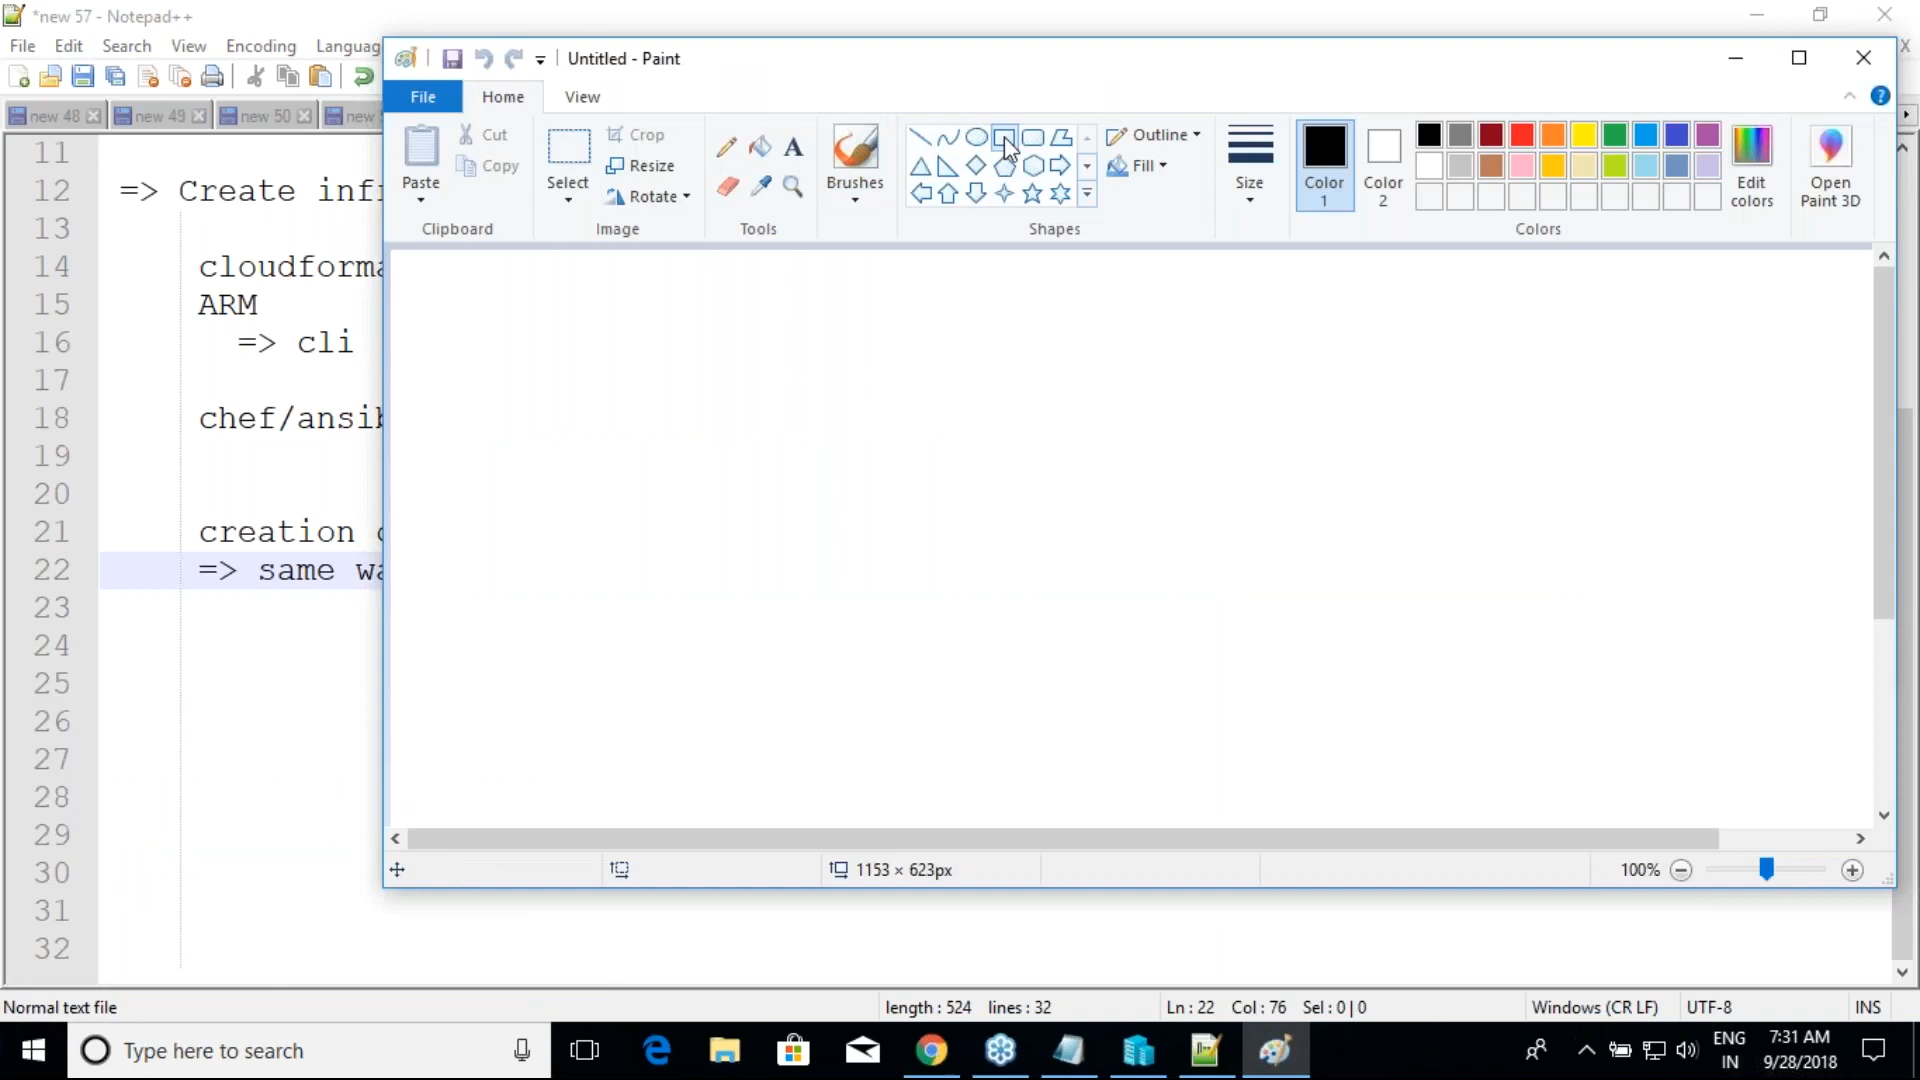 *new 57 - Notepad++
File Edit Search View Encoding Languag
X
new 48 new 49 new 50 new
11
12 => Create infr
13
14 cloudforma
15 ARM
16 => cli
17
18 chef/ansib
19
20
21 creation
22 => same wa
23
24
25
26
27
28
29
30
31
32
Untitled - Paint
File Home View
Paste
Cut
Copy
Clipboard
Select
Crop
Resize
Rotate
Image
A
Tools
Brushes
Shapes
Outline
Fill
Size
Color 1
Color 2
Colors
Edit colors
Open Paint 3D
1153 × 623px
100%
Normal text file length : 524 lines : 32 Ln : 22 Col : 76 Sel : 0 | 0 Windows (CR LF) UTF-8 INS
Type here to search
ENG
IN
7:31 AM
9/28/2018